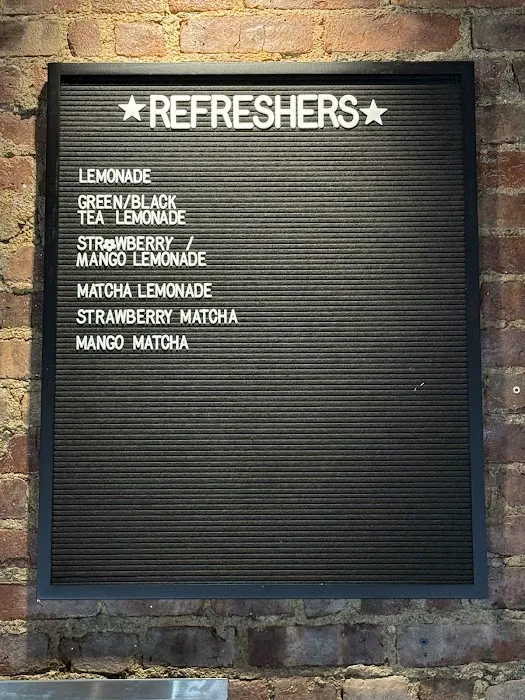 ★REFRESHERS★
LEMONADE
GREEN/BLACK
TEA LEMONADE
STRAWBERRY /
MANGO LEMONADE
MATCHA LEMONADE
STRAWBERRY MATCHA
MANGO MATCHA